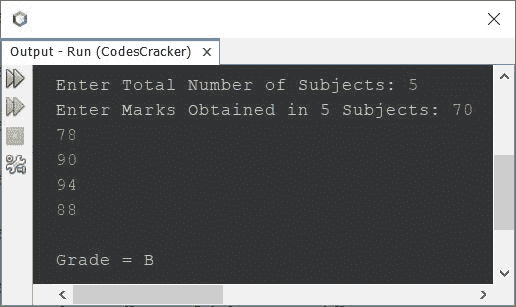 Output - Run (CodesCracker) ×
Enter Total Number of Subjects: 5
Enter Marks Obtained in 5 Subjects: 70
78
90
94
88
Grade = B